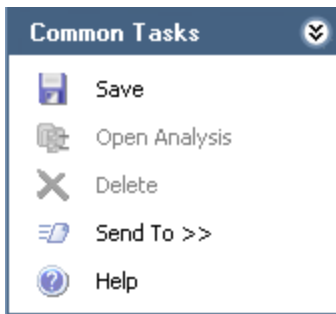 Common Tasks
Save
Open Analysis
Delete
Send To >>
Help